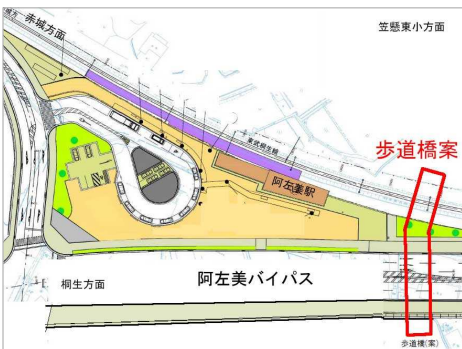 赤城方面
笠懸東小方面
東武桐生線
歩道橋案
阿左美駅
桐生方面
阿左美バイパス
歩道橋(案)